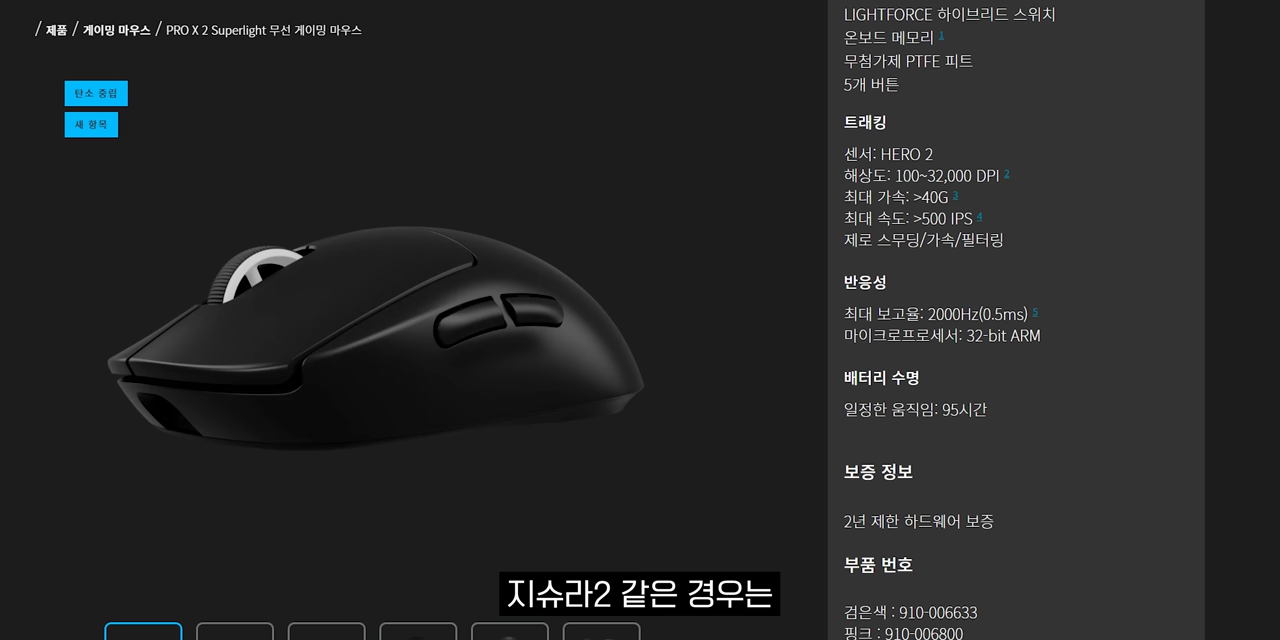 / 제품 / 게이밍 마우스 / PRO X 2 Superlight 무선 게이밍 마우스
탄소 중립
새 항목
LIGHTFORCE 하이브리드 스위치
온보드 메모리 1
무첨가제 PTFE 피트
5개 버튼
트래킹
센서: HERO 2
해상도: 100~32,000 DPI 2
최대 가속: >40G 3
최대 속도: >500 IPS 4
제로 스무딩/가속/필터링
반응성
최대 보고율: 2000Hz(0.5ms) 5
마이크로프로세서: 32-bit ARM
배터리 수명
일정한 움직임: 95시간
보증 정보
2년 제한 하드웨어 보증
부품 번호
검은색 : 910-006633
핑크 : 910-006800
지슈라2 같은 경우는